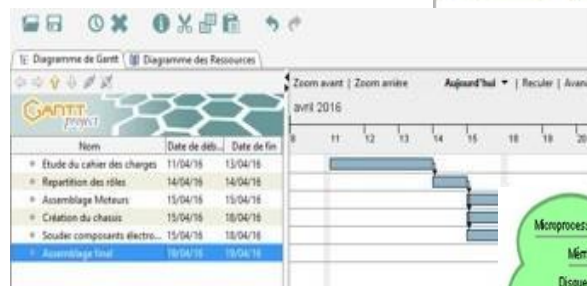 Diagramme de Gantt Diagramme des Ressources
Zoom avant | Zoom arrière Aujourd'hui | Reculer | Avan
GANTT
project
avril 2016
11 12 13 14 15 18 19 20
Nom Date de déb... Date de fin
Etude du cahier des charges 11/04/16 13/04/16
Repartition des rôles 14/04/16 14/04/16
Assemblage Moteurs 15/04/16 15/04/16
Création du chassis 15/04/16 18/04/16
Souder composants électro... 15/04/16 18/04/16
Assemblage final 19/04/16 19/04/16
Microprocess
Mém
Disque